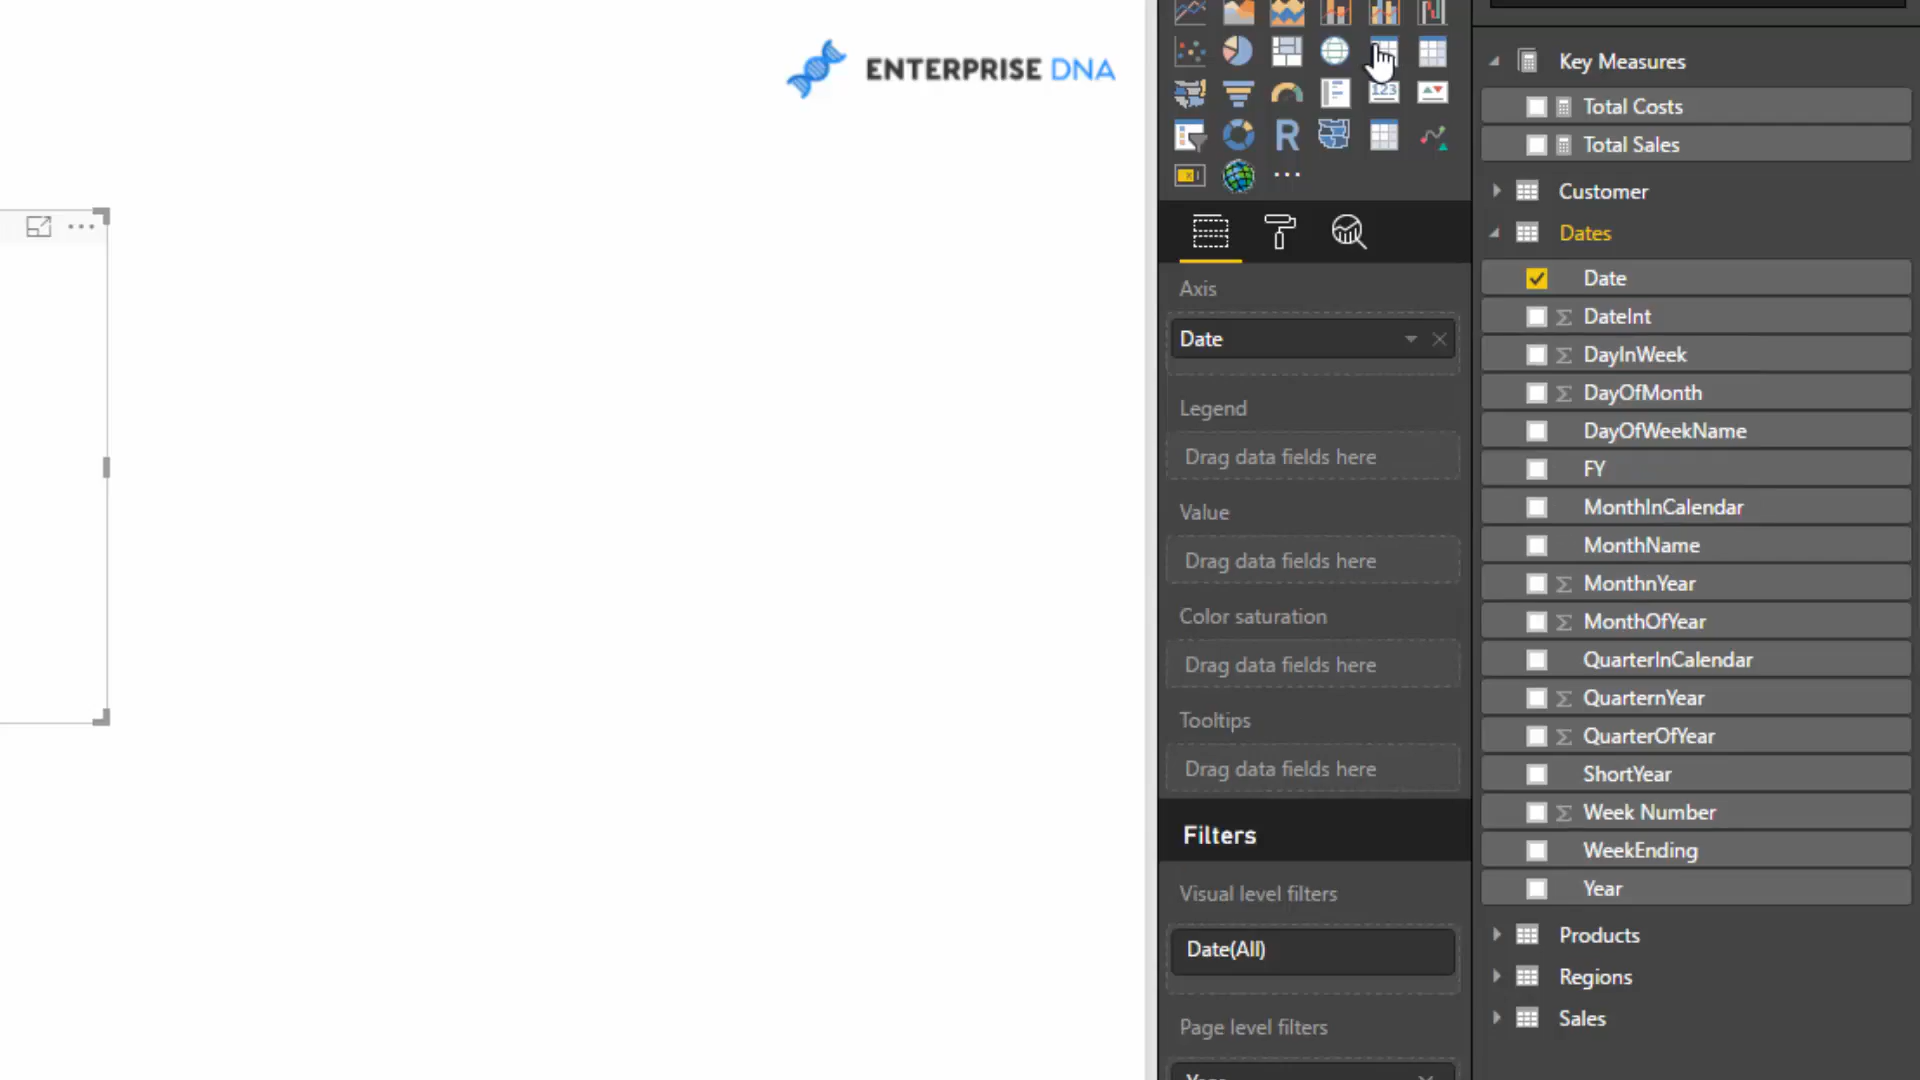 ENTERPRISE DNA
123
R
Axis
Date
Legend
Drag data fields here
Value
Drag data fields here
Color saturation
Drag data fields here
Tooltips
Drag data fields here
Filters
Visual level filters
Date(All)
Page level filters
Key Measures
Total Costs
Total Sales
Customer
Dates
Date
DateInt
DayInWeek
DayOfMonth
DayOfWeekName
FY
MonthInCalendar
MonthName
MonthnYear
MonthOfYear
QuarterInCalendar
QuarternYear
QuarterOfYear
ShortYear
Week Number
WeekEnding
Year
Products
Regions
Sales